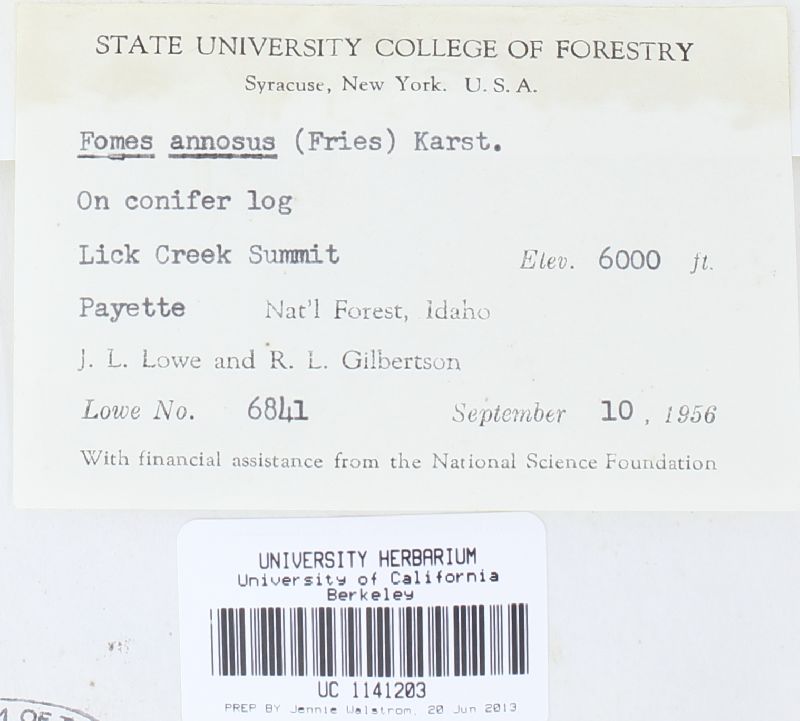 STATE UNIVERSITY COLLEGE OF FORESTRY
Syracuse, New York. U. S. A.
Fomes annosus (Fries) Karst.
On conifer log
Lick Creek Summit Elev. 6000 ft.
Payette Nat'l Forest, Idaho
J. L. Lowe and R. L. Gilbertson
Lowe No. 6841 September 10, 1956
With financial assistance from the National Science Foundation
UNIVERSITY HERBARIUM
University of California
Berkeley
UC 1141203
PREP BY Jennie Walstrom, 20 Jun 2013
OF